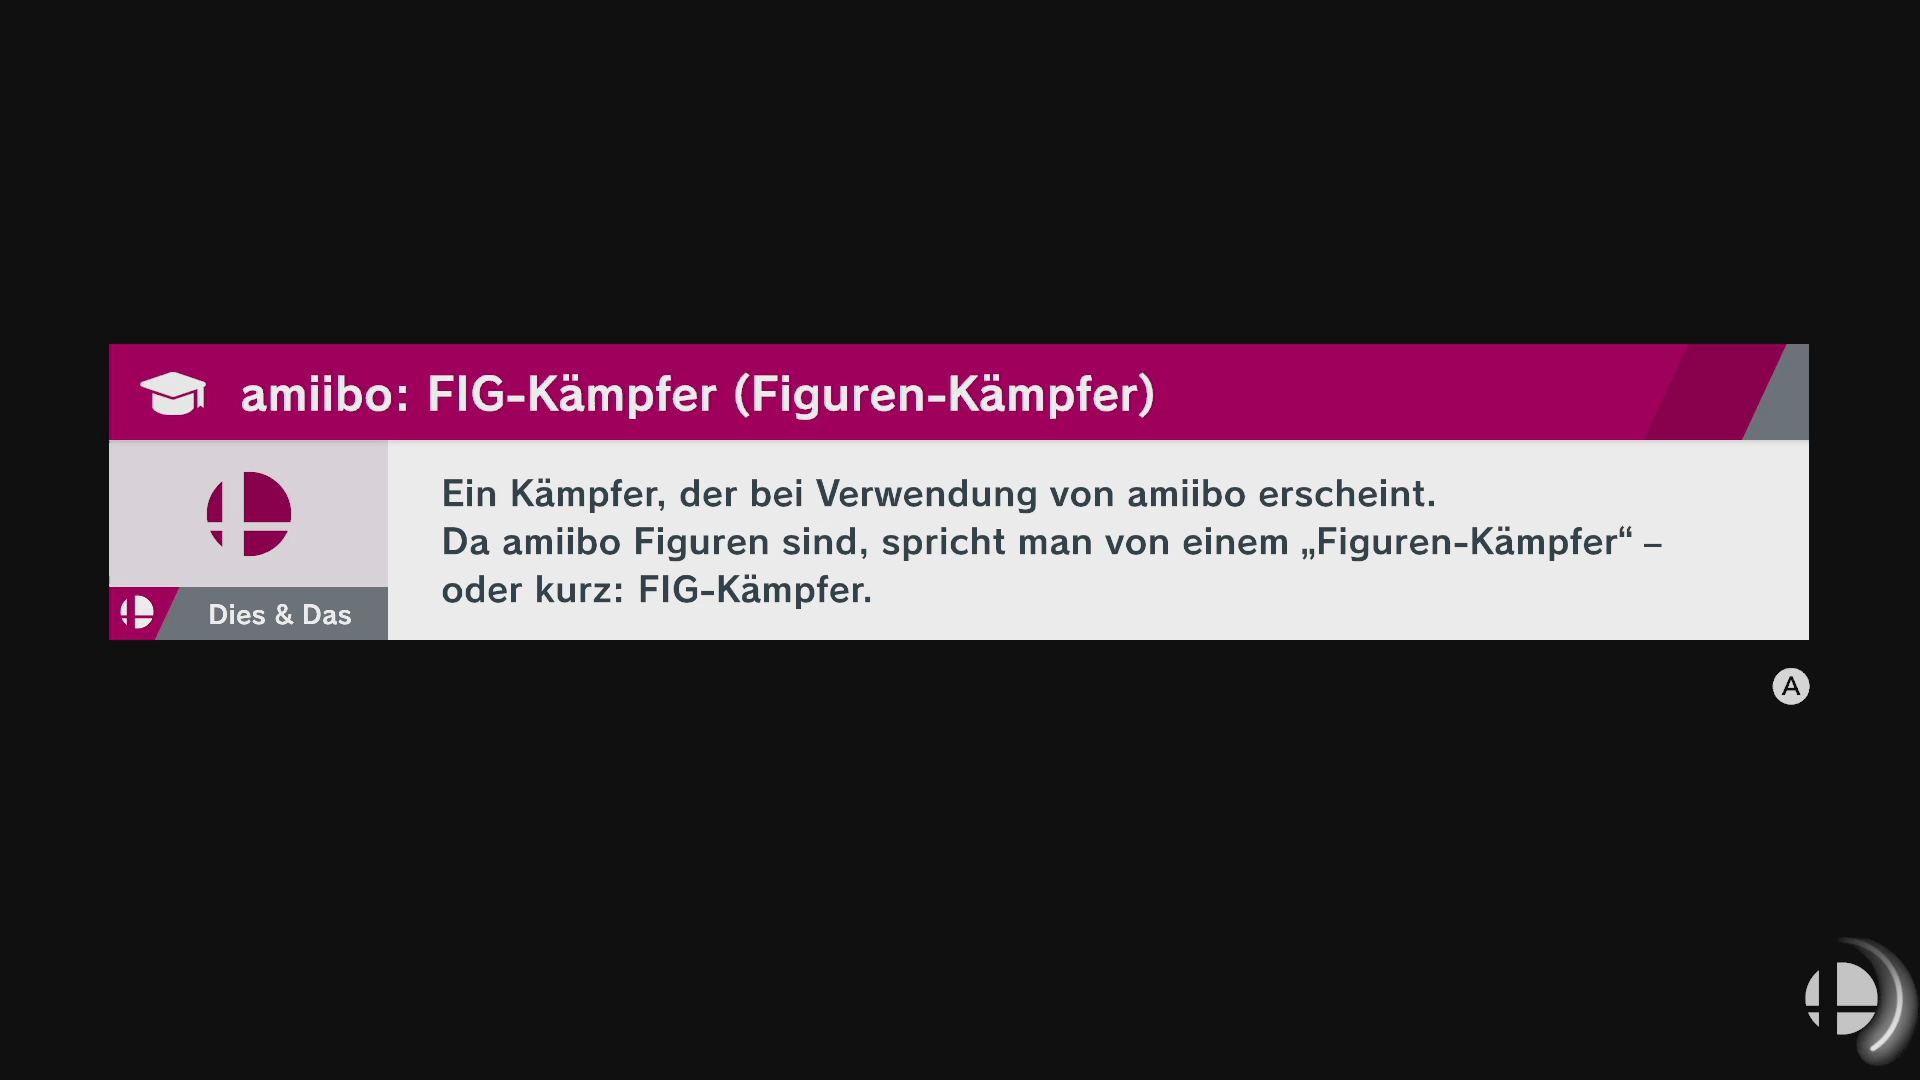 amiibo: FIG-Kämpfer (Figuren-Kämpfer)
Ein Kämpfer, der bei Verwendung von amiibo erscheint.
Da amiibo Figuren sind, spricht man von einem „Figuren-Kämpfer“ –
oder kurz: FIG-Kämpfer.
Dies & Das
A